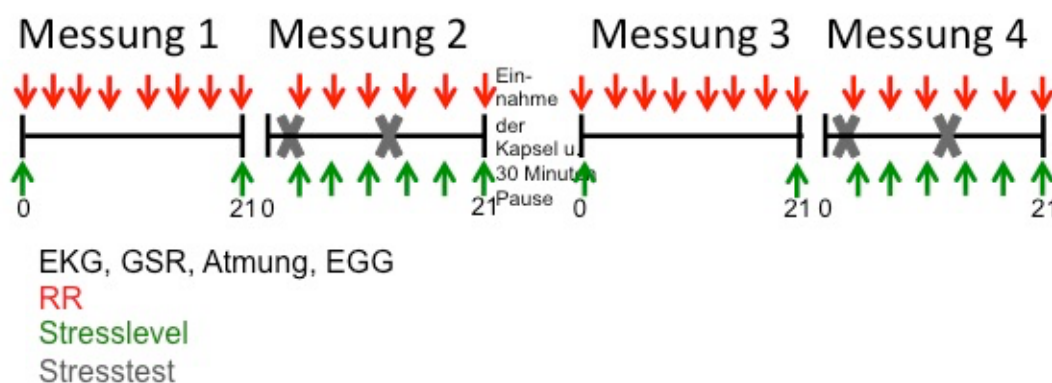 Messung 1 Messung 2 Messung 3 Messung 4
Ein-
nahme
der
Kapsel u.
30 Minuten
Pause
0 21 0 21 0 21 0 21
EKG, GSR, Atmung, EGG
RR
Stresslevel
Stresstest